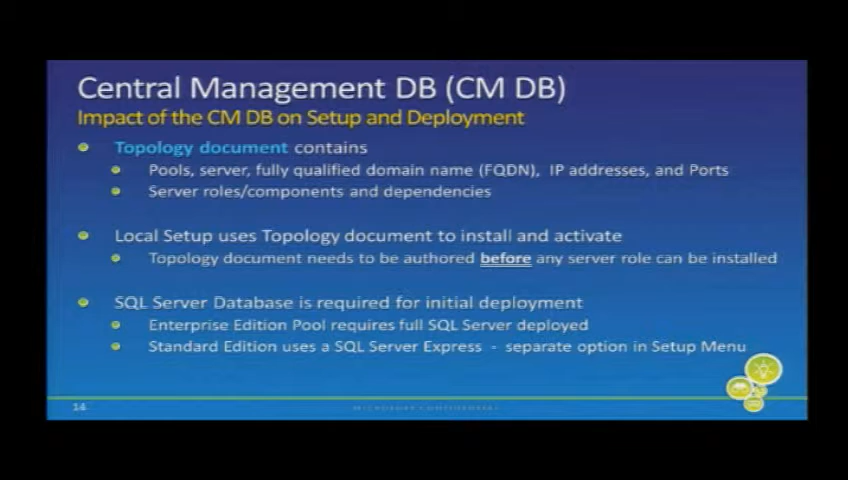 Central Management DB (CM DB)
Impact of the CM DB on Setup and Deployment
Topology document contains
Pools, server, fully qualified domain name (FQDN), IP addresses, and Ports
Server roles/components and dependencies
Local Setup uses Topology document to install and activate
Topology document needs to be authored before any server role can be installed
SQL Server Database is required for initial deployment
Enterprise Edition Pool requires full SQL Server deployed
Standard Edition uses a SQL Server Express - separate option in Setup Menu
14
MICROSOFT CONFIDENTIAL